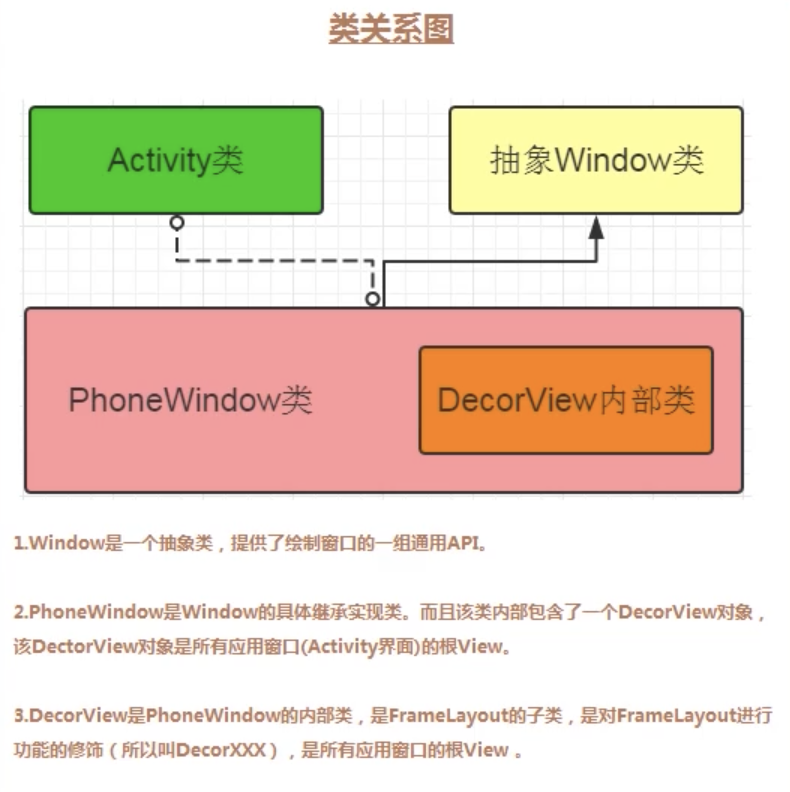 类关系图
Activity类
抽象Window类
PhoneWindow类
DecorView内部类
1.Window是一个抽象类，提供了绘制窗口的一组通用API。
2.PhoneWindow是Window的具体继承实现类。而且该类内部包含了一个DecorView对象，
该DectorView对象是所有应用窗口(Activity界面)的根View。
3.DecorView是PhoneWindow的内部类，是FrameLayout的子类，是对FrameLayout进行
功能的修饰（所以叫DecorXXX），是所有应用窗口的根View 。